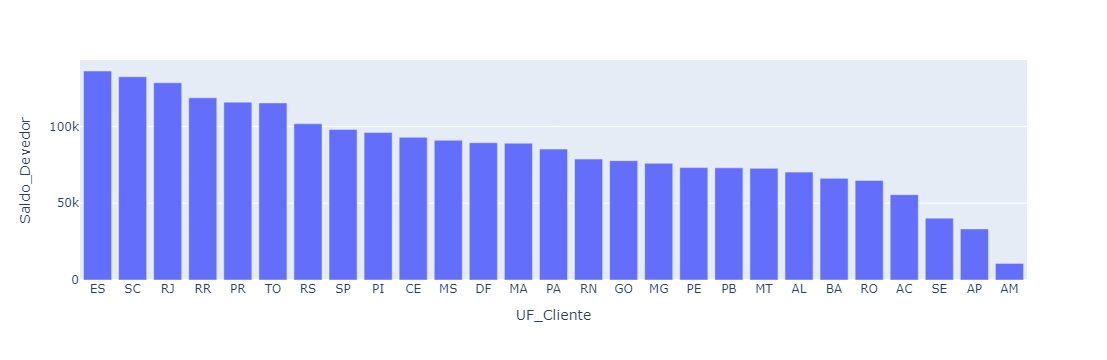 Saldo_Devedor
100k
50k
0
ES SC RJ RR PR TO RS SP PI CE MS DF MA PA RN GO MG PE PB MT AL BA RO AC SE AP AM
UF_Cliente